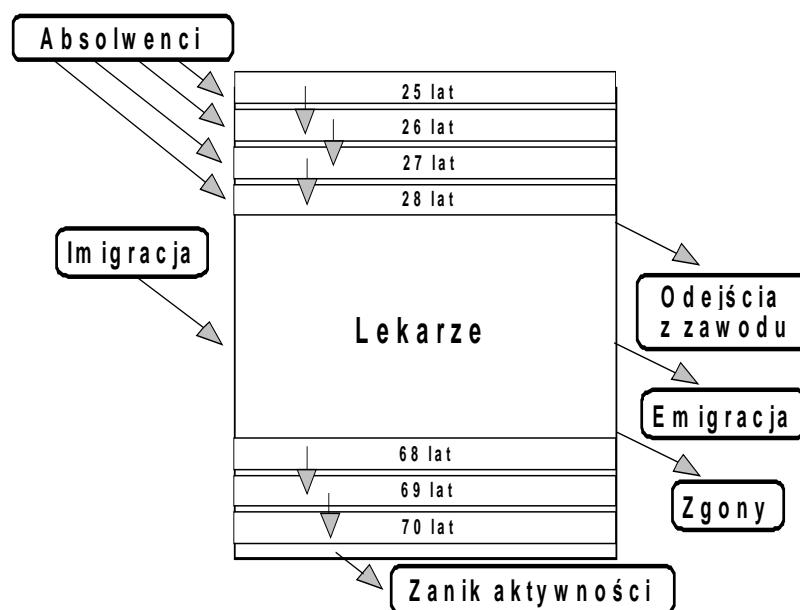 Absolwenci
25 lat
26 lat
27 lat
28 lat
Imigracja
Odejścia
z zawodu
Lekarze
Emigracja
68 lat
69 lat
Zgony
70 lat
Zanik aktywności